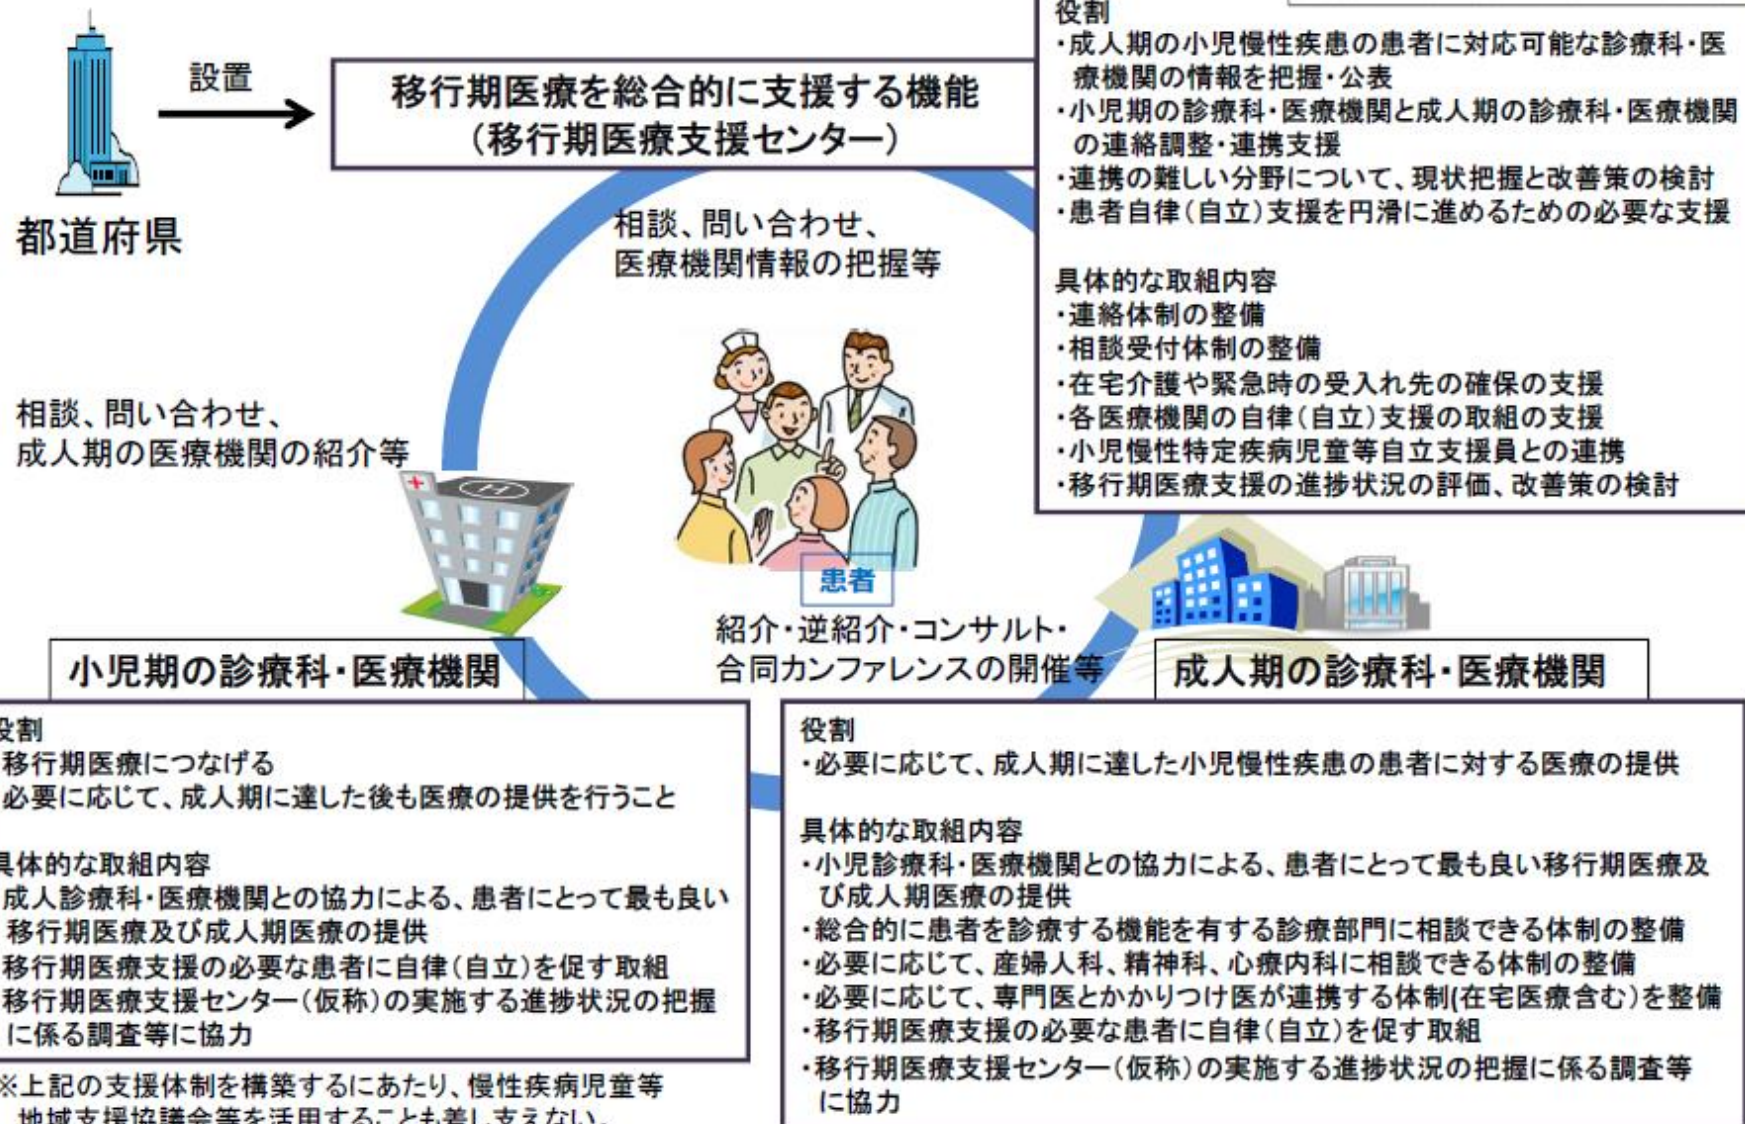 設置
移行期医療を総合的に支援する機能
(移行期医療支援センター)
都道府県
役割
・成人期の小児慢性疾患の患者に対応可能な診療科・医
療機関の情報を把握・公表
・小児期の診療科・医療機関と成人期の診療科・医療機関
の連絡調整・連携支援
・連携の難しい分野について、現状把握と改善策の検討
・患者自律(自立)支援を円滑に進めるための必要な支援
具体的な取組内容
・連絡体制の整備
・相談受付体制の整備
・在宅介護や緊急時の受入れ先の確保の支援
・各医療機関の自律(自立)支援の取組の支援
・小児慢性特定疾病児童等自立支援員との連携
・移行期医療支援の進捗状況の評価、改善策の検討
相談、問い合わせ、
医療機関情報の把握等
相談、問い合わせ、
成人期の医療機関の紹介等
H
患者
紹介・逆紹介・コンサルト・
合同カンファレンスの開催等
小児期の診療科・医療機関
役割
移行期医療につなげる
必要に応じて、成人期に達した後も医療の提供を行うこと
具体的な取組内容
成人診療科・医療機関との協力による、患者にとって最も良い
移行期医療及び成人期医療の提供
移行期医療支援の必要な患者に自律(自立)を促す取組
移行期医療支援センター(仮称)の実施する進捗状況の把握
に係る調査等に協力
※上記の支援体制を構築するにあたり、慢性疾病児童等
地域支援協議会等を活用することも差し支えない。
成人期の診療科・医療機関
役割
・必要に応じて、成人期に達した小児慢性疾患の患者に対する医療の提供
具体的な取組内容
・小児診療科・医療機関との協力による、患者にとって最も良い移行期医療及
び成人期医療の提供
・総合的に患者を診療する機能を有する診療部門に相談できる体制の整備
・必要に応じて、産婦人科、精神科、心療内科に相談できる体制の整備
・必要に応じて、専門医とかかりつけ医が連携する体制(在宅医療含む)を整備
・移行期医療支援の必要な患者に自律(自立)を促す取組
・移行期医療支援センター(仮称)の実施する進捗状況の把握に係る調査等
に協力